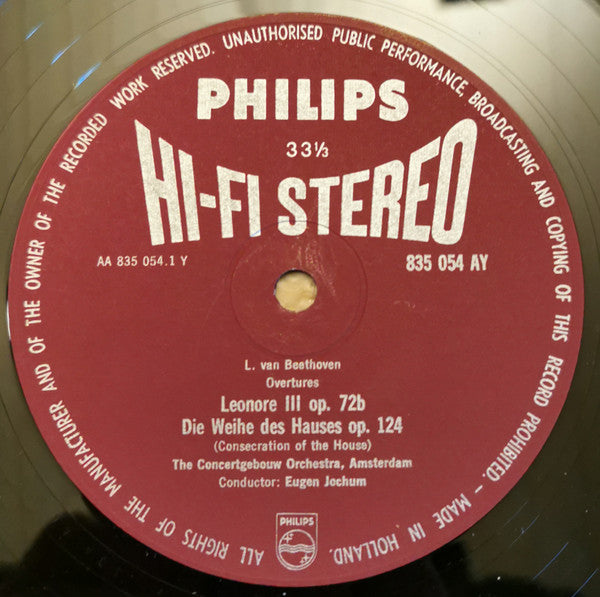 ALL RIGHTS OF THE MANUFACTURER AND OF THE OWNER OF THE RECORDED WORK RESERVED. UNAUTHORISED PUBLIC PERFORMANCE, BROADCASTING AND COPYING OF THIS RECORD PROHIBITED. – MADE IN HOLLAND.
PHILIPS
33⅓
HI-FI STEREO
AA 835 054.1 Y
835 054 AY
L. van Beethoven
Overtures
Leonore III op. 72b
Die Weihe des Hauses op. 124
(Consecration of the House)
The Concertgebouw Orchestra, Amsterdam
Conductor: Eugen Jochum
PHILIPS